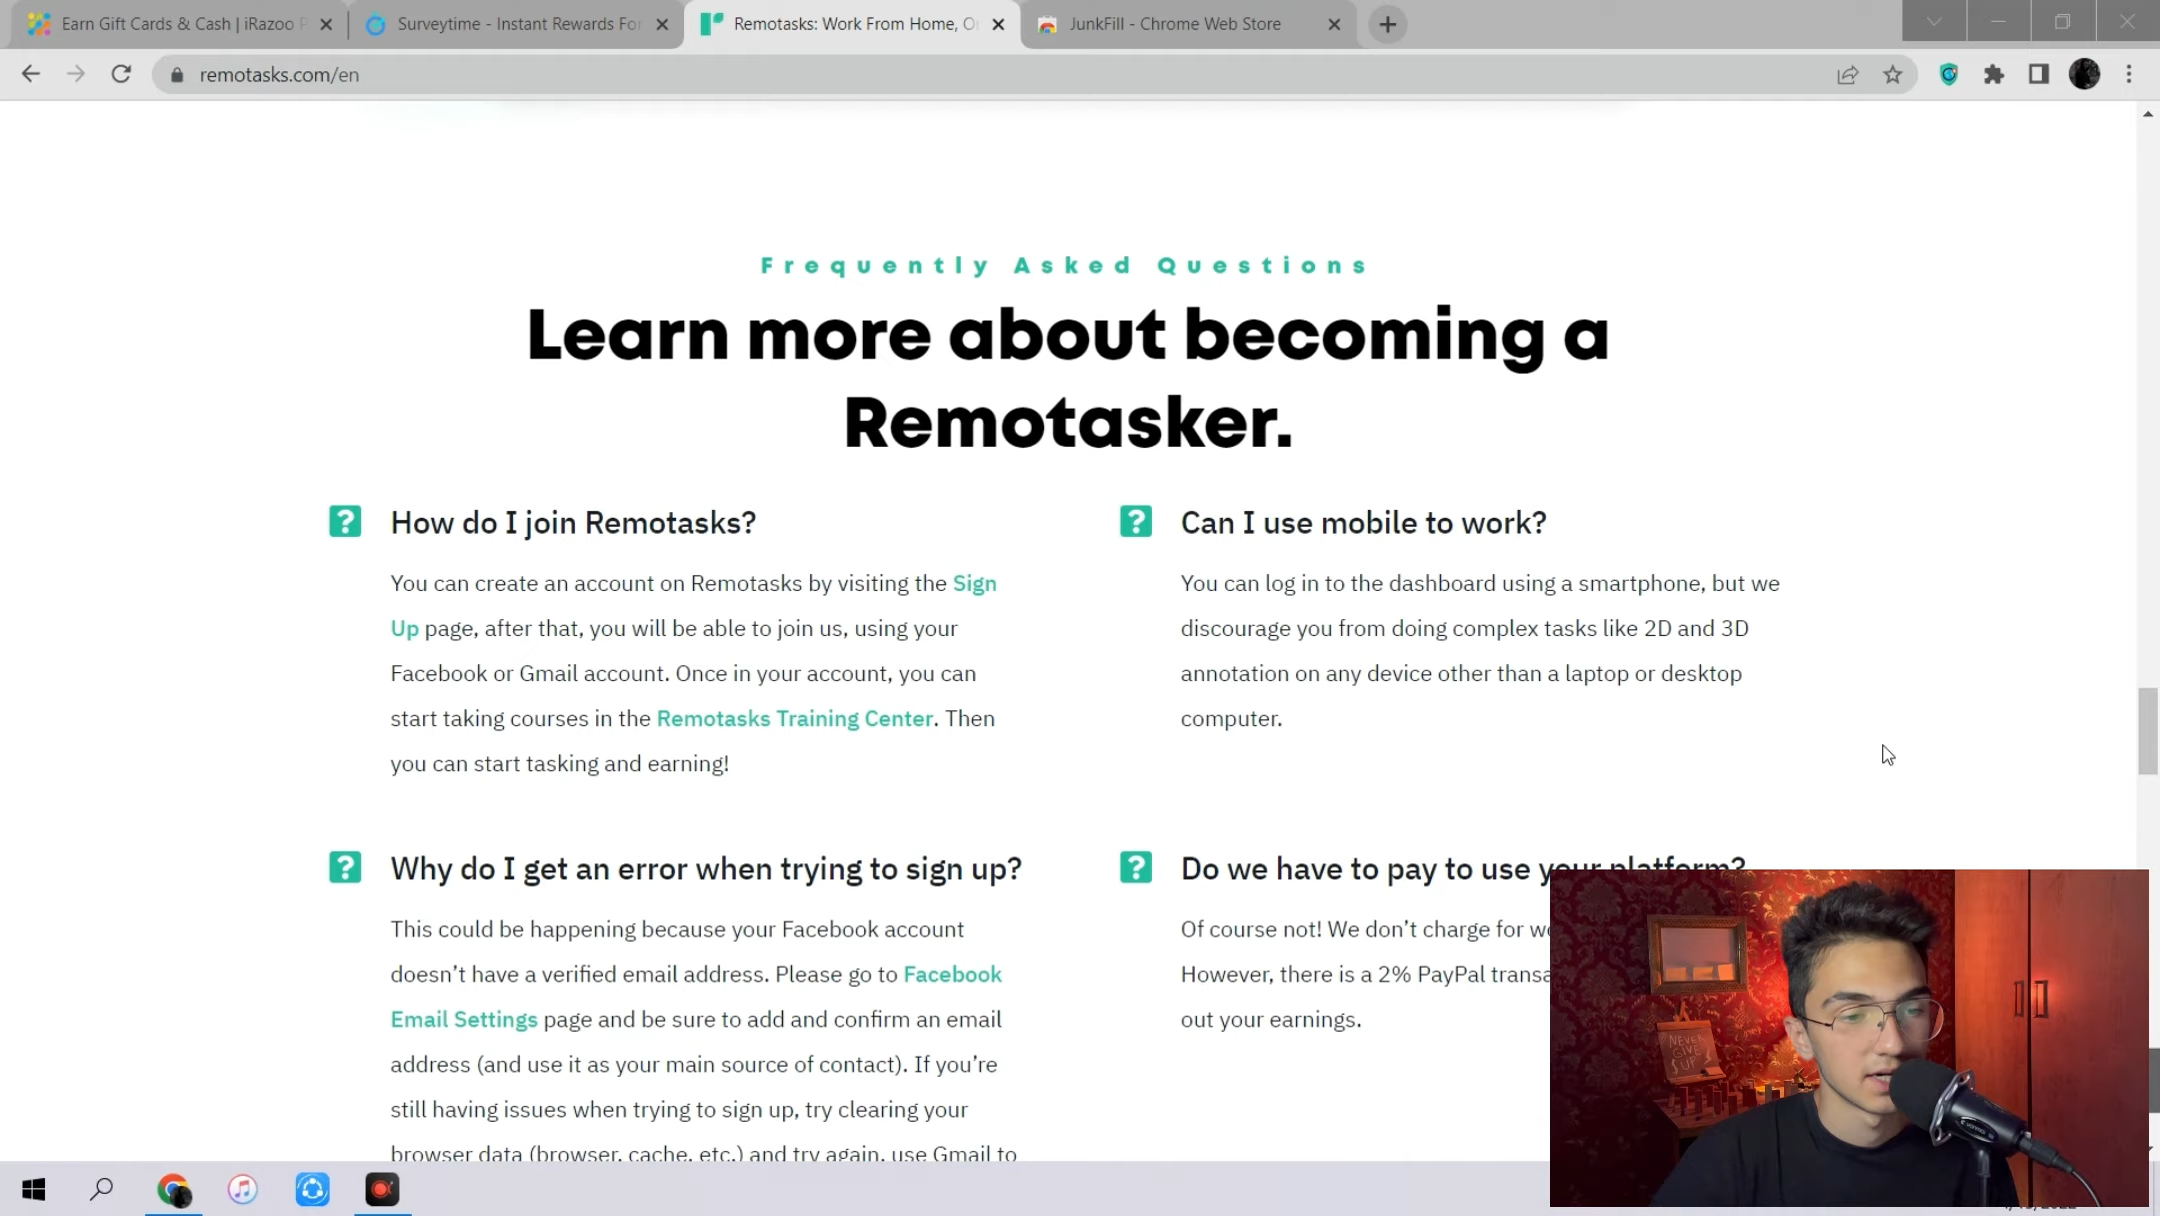 Earn Gift Cards & Cash | iRazoo
Surveytime - Instant Rewards For
Remotasks: Work From Home, O
JunkFill - Chrome Web Store
remotasks.com/en
Frequently Asked Questions
Learn more about becoming a
Remotasker.
How do I join Remotasks?
You can create an account on Remotasks by visiting the Sign
Up page, after that, you will be able to join us, using your
Facebook or Gmail account. Once in your account, you can
start taking courses in the Remotasks Training Center. Then
you can start tasking and earning!
Can I use mobile to work?
You can log in to the dashboard using a smartphone, but we
discourage you from doing complex tasks like 2D and 3D
annotation on any device other than a laptop or desktop
computer.
Why do I get an error when trying to sign up?
This could be happening because your Facebook account
doesn't have a verified email address. Please go to Facebook
Email Settings page and be sure to add and confirm an email
address (and use it as your main source of contact). If you're
still having issues when trying to sign up, try clearing your
browser data (browser, cache, etc.) and try again, use Gmail to
Do we have to pay to use your platform?
Of course not! We don't charge for
However, there is a 2% PayPal
out your earnings.
NEVER
GIVE
UP